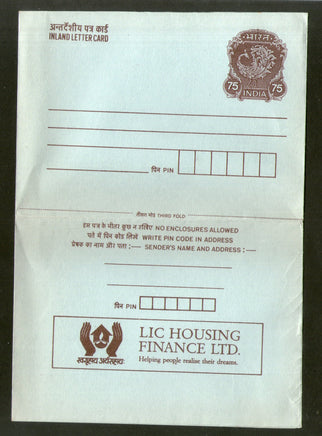 अन्तर्देशीय पत्र कार्ड
INLAND LETTER CARD
भारत
75 75
INDIA
पिन PIN
तीसरा मोड़ THIRD FOLD
इस पत्र के भीतर कुछ न रखिए NO ENCLOSURES ALLOWED
पते में पिन कोड लिखें WRITE PIN CODE IN ADDRESS
प्रेषक का नाम और पता :— SENDER'S NAME AND ADDRESS :—
पिन PIN
LIC HOUSING
FINANCE LTD.
Helping people realise their dreams.